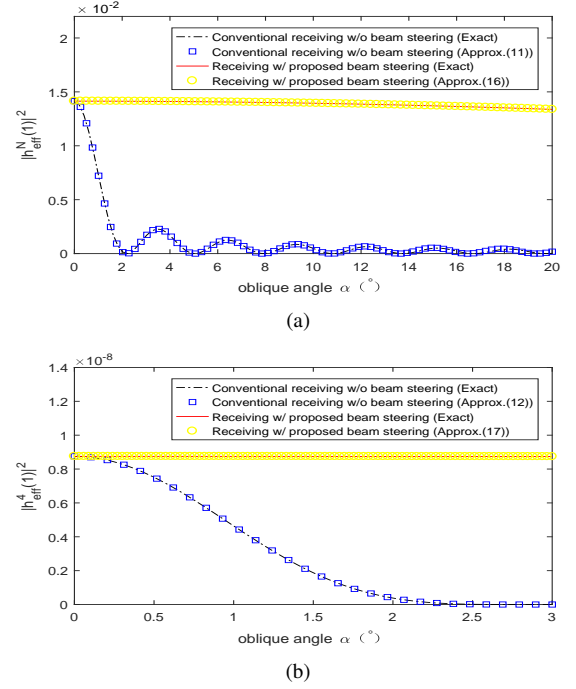 ×10⁻²
2
1.5
1
0.5
0
|h_eff^N(1)|²
Conventional receiving w/o beam steering (Exact)
Conventional receiving w/o beam steering (Approx.(11))
Receiving w/ proposed beam steering (Exact)
Receiving w/ proposed beam steering (Approx.(16))
0 2 4 6 8 10 12 14 16 18 20
oblique angle α (°)
(a)
×10⁻⁸
1.4
1.2
1
0.8
0.6
0.4
0.2
0
|h_eff^4(1)|²
Conventional receiving w/o beam steering (Exact)
Conventional receiving w/o beam steering (Approx.(12))
Receiving w/ proposed beam steering (Exact)
Receiving w/ proposed beam steering (Approx.(17))
0 0.5 1 1.5 2 2.5 3
oblique angle α (°)
(b)